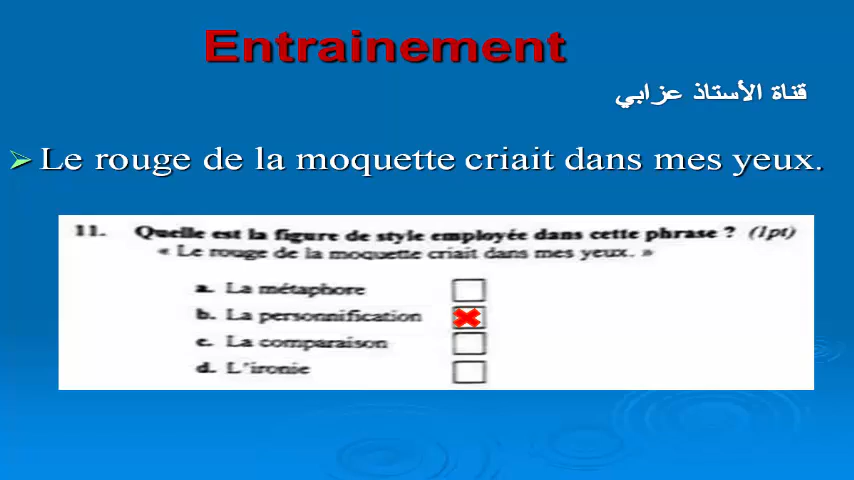 Entrainement
قناة الأستاذ عزابي
Le rouge de la moquette criait dans mes yeux.
11. Quelle est la figure de style employée dans cette phrase ? (1pt)
« Le rouge de la moquette criait dans mes yeux. »
a. La métaphore
b. La personnification
c. La comparaison
d. L'ironie